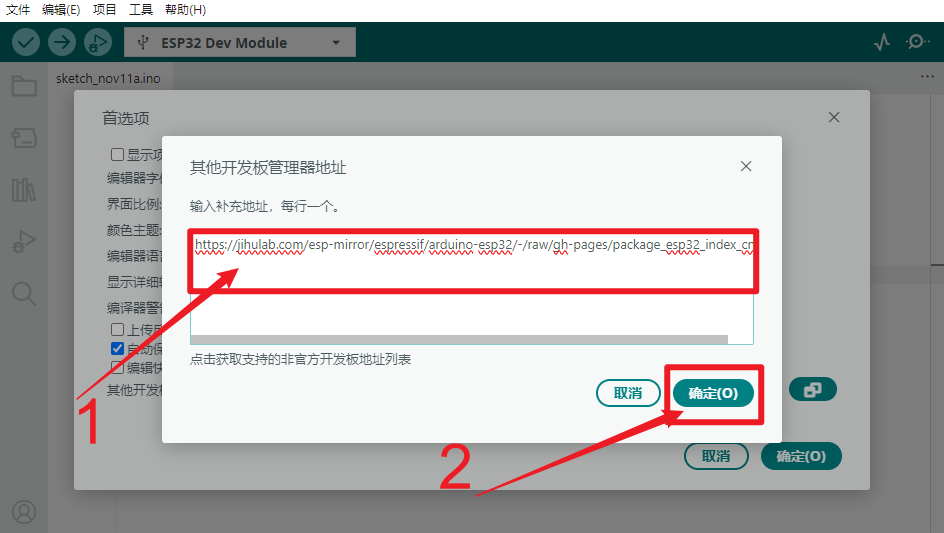 文件 编辑(E) 项目 工具 帮助(H)
ESP32 Dev Module
sketch_nov11a.ino
首选项
显示项
编辑器字体
界面比例:
颜色主题:
编辑器语言
显示详细
编译器警告
上传
自动保
编辑快
其他开发板
其他开发板管理器地址
输入补充地址，每行一个。
https://jihulab.com/esp-mirror/espressif/arduino-esp32/-/raw/gh-pages/package_esp32_index_cn
点击获取支持的非官方开发板地址列表
取消 确定(O)
1
2
取消 确定(O)